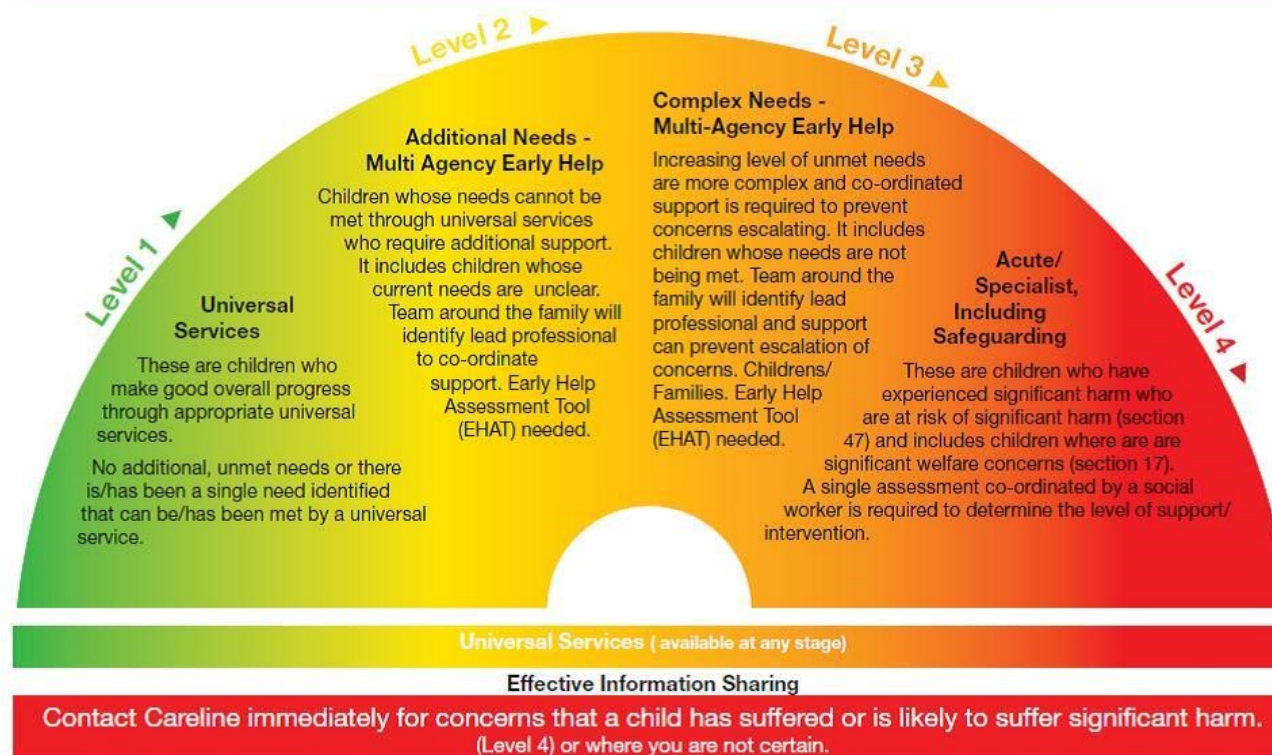 Level 1
Universal
Services
These are children who
make good overall progress
through appropriate universal
services.
No additional, unmet needs or there
is/has been a single need identified
that can be/has been met by a universal
service.
Level 2
Additional Needs -
Multi Agency Early Help
Children whose needs cannot be
met through universal services
who require additional support.
It includes children whose
current needs are unclear.
Team around the family will
identify lead professional
to co-ordinate
support. Early Help
Assessment Tool
(EHAT) needed.
Level 3
Complex Needs -
Multi-Agency Early Help
Increasing level of unmet needs
are more complex and co-ordinated
support is required to prevent
concerns escalating. It includes
children whose needs are not
being met. Team around the
family will identify lead
professional and support
can prevent escalation of
concerns. Childrens/
Families. Early Help
Assessment Tool
(EHAT) needed.
Level 4
Acute/
Specialist,
Including
Safeguarding
These are children who have
experienced significant harm who
are at risk of significant harm (section
47) and includes children where are are
significant welfare concerns (section 17).
A single assessment co-ordinated by a social
worker is required to determine the level of support/
intervention.
Universal Services ( available at any stage)
Effective Information Sharing
Contact Careline immediately for concerns that a child has suffered or is likely to suffer significant harm.
(Level 4) or where you are not certain.